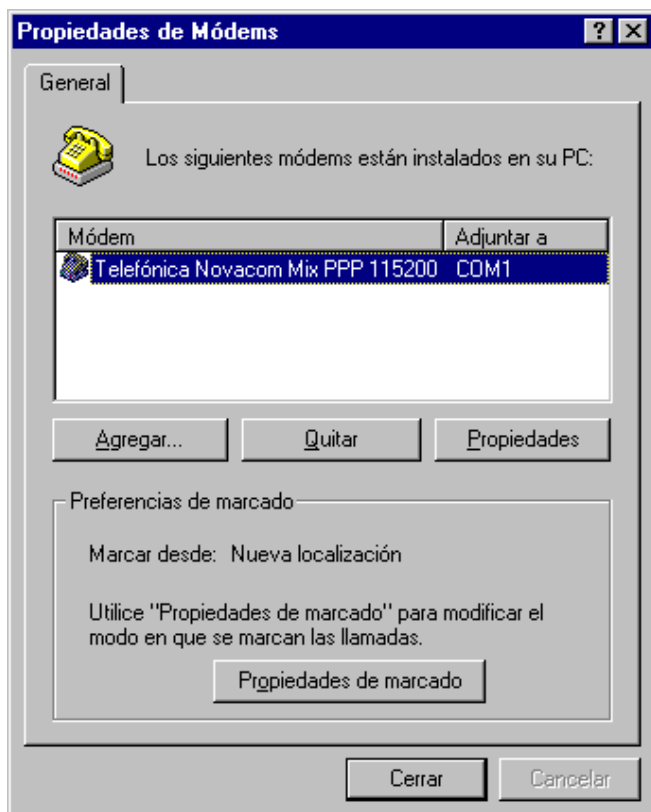 Propiedades de Módems
General
Los siguientes módems están instalados en su PC:
Módem Adjuntar a
Telefónica Novacom Mix PPP 115200 COM1
Agregar... Quitar Propiedades
Preferencias de marcado
Marcar desde: Nueva localización
Utilice "Propiedades de marcado" para modificar el
modo en que se marcan las llamadas.
Propiedades de marcado
Cerrar Cancelar